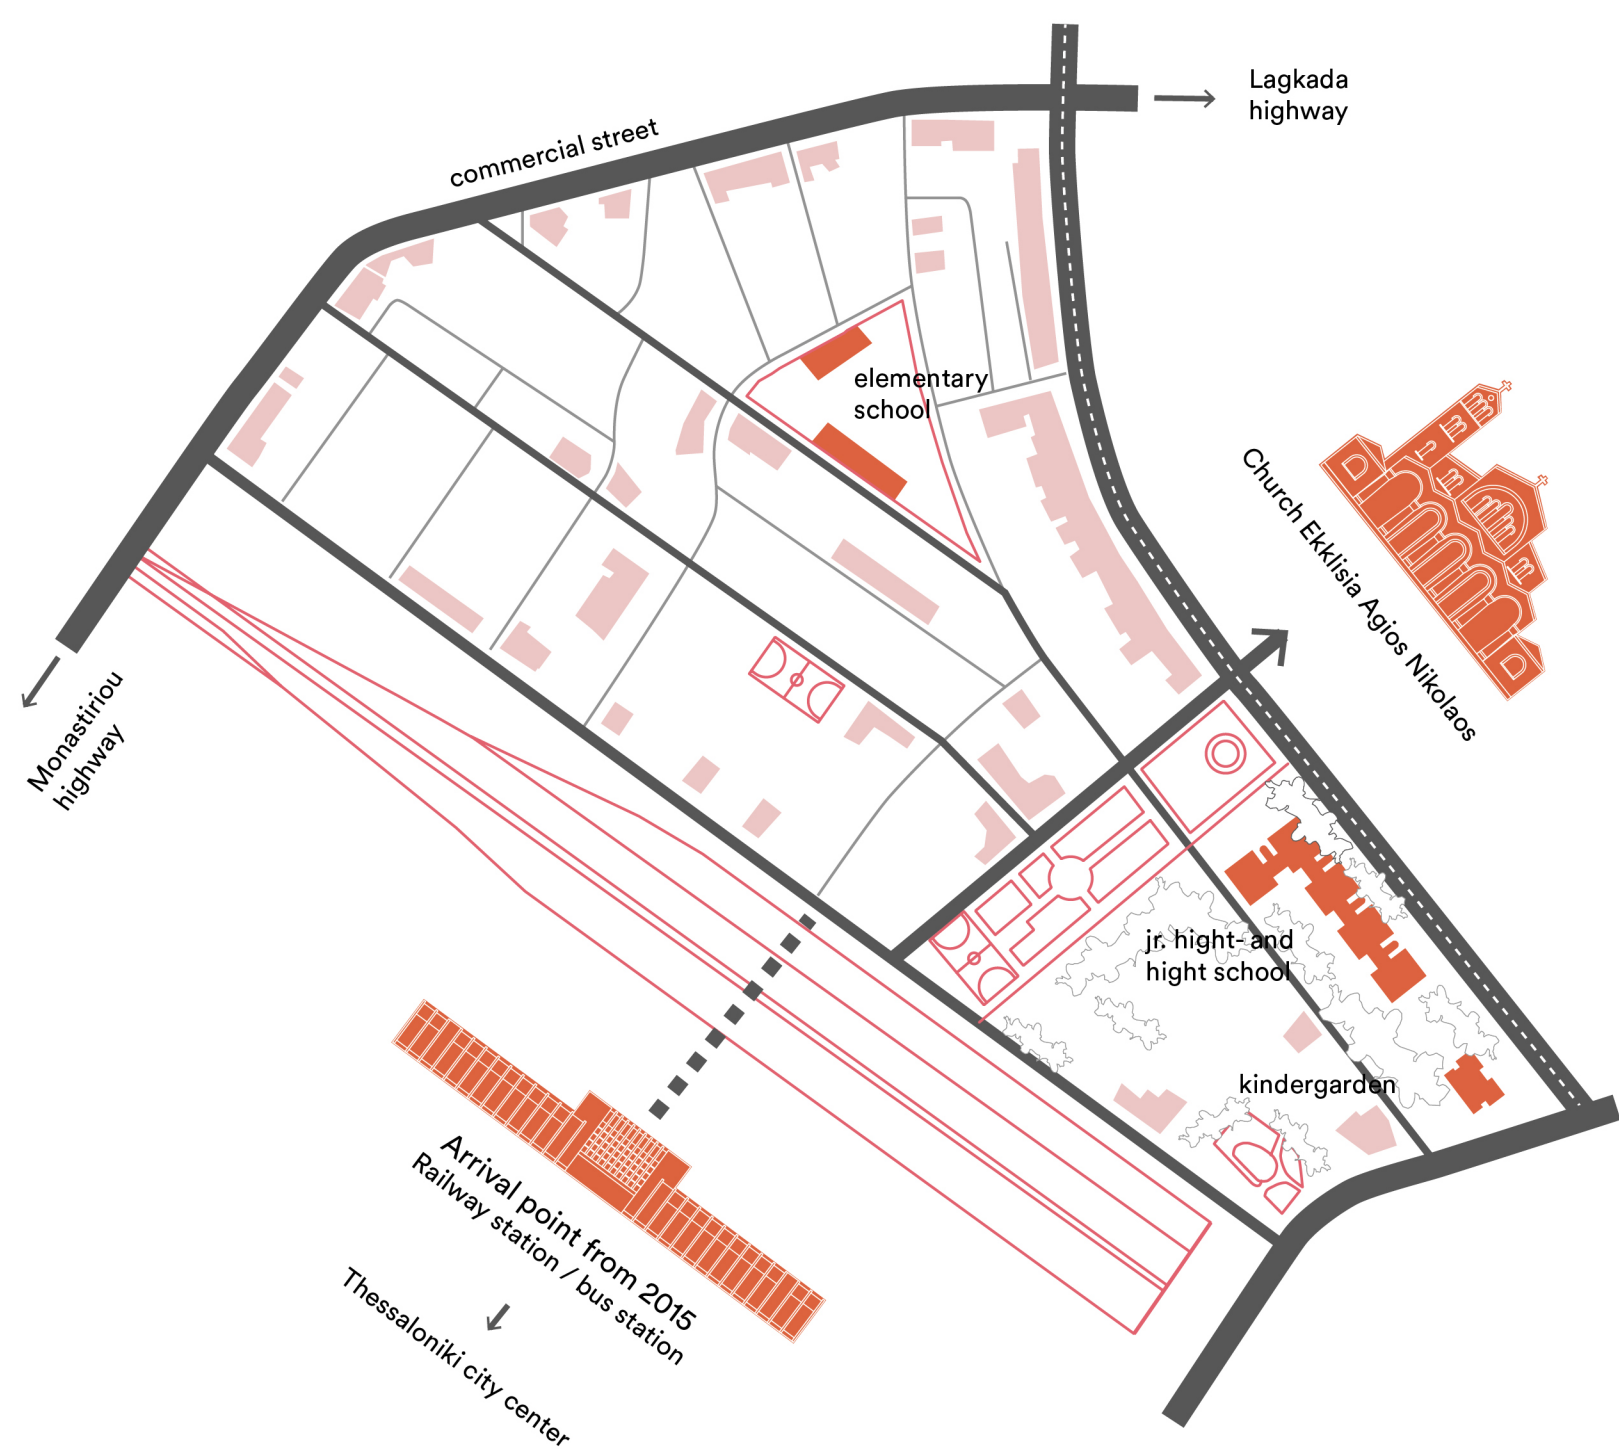 Lagkada
highway
commercial street
elementary
school
Church Ekklisia Agios Nikolaos
Monastiriou
highway
jr. hight- and
hight school
kindergarden
Arrival point from 2015
Railway station / bus station
Thessaloniki city center